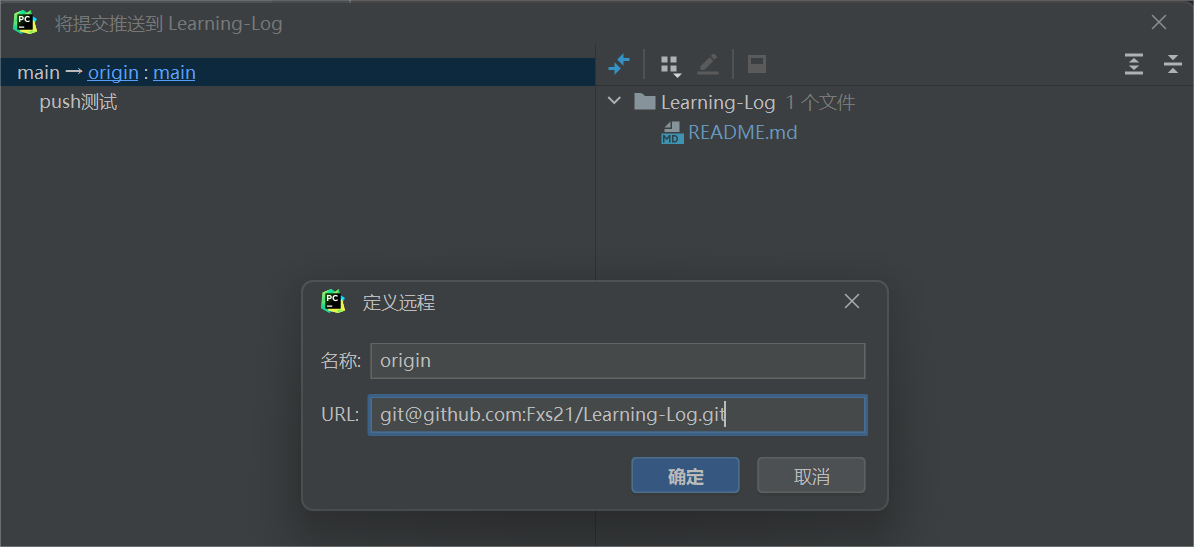 将提交推送到 Learning-Log
main → origin : main
push测试
Learning-Log 1 个文件
README.md
定义远程
名称: origin
URL: git@github.com:Fxs21/Learning-Log.git
确定 取消